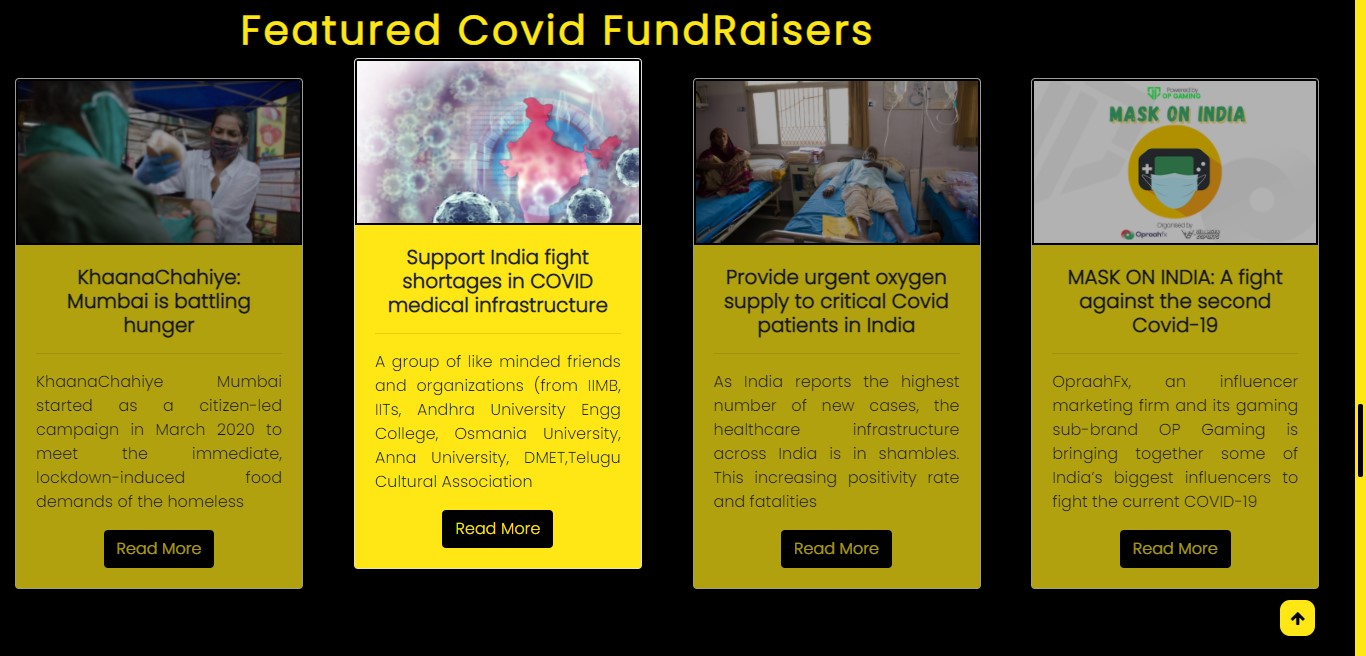 Featured Covid FundRaisers
KhaanaChahiye:
Mumbai is battling
hunger
KhaanaChahiye Mumbai
started as a citizen-led
campaign in March 2020 to
meet the immediate,
lockdown-induced food
demands of the homeless
Read More
Support India fight
shortages in COVID
medical infrastructure
A group of like minded friends
and organizations (from IIMB,
IITs, Andhra University Engg
College, Osmania University,
Anna University, DMET,Telugu
Cultural Association
Read More
Provide urgent oxygen
supply to critical Covid
patients in India
As India reports the highest
number of new cases, the
healthcare infrastructure
across India is in shambles.
This increasing positivity rate
and fatalities
Read More
Powered by
OP GAMING
MASK ON INDIA
Organised by
Opraahfx
MASK ON INDIA: A fight
against the second
Covid-19
OpraahFx, an influencer
marketing firm and its gaming
sub-brand OP Gaming is
bringing together some of
India’s biggest influencers to
fight the current COVID-19
Read More